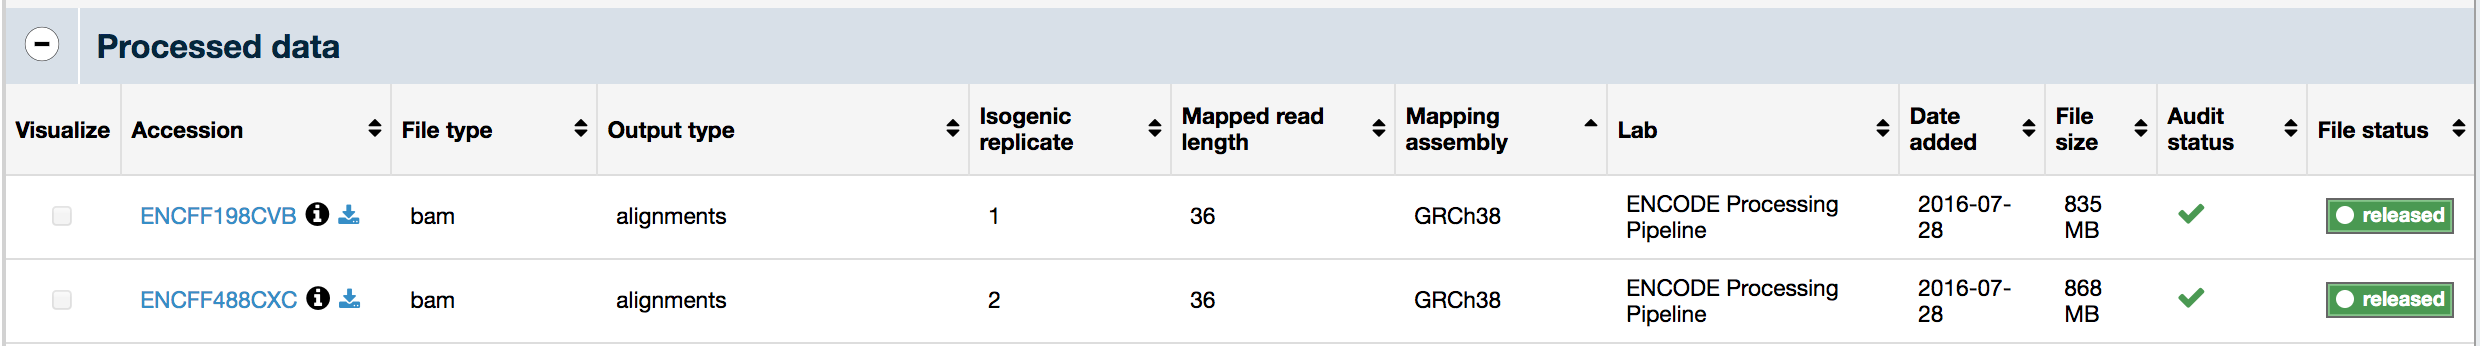 Processed data
Visualize Accession File type Output type Isogenic replicate Mapped read length Mapping assembly Lab Date added File size Audit status File status
ENCFF198CVB bam alignments 1 36 GRCh38 ENCODE Processing Pipeline 2016-07-28 835 MB released
ENCFF488CXC bam alignments 2 36 GRCh38 ENCODE Processing Pipeline 2016-07-28 868 MB released